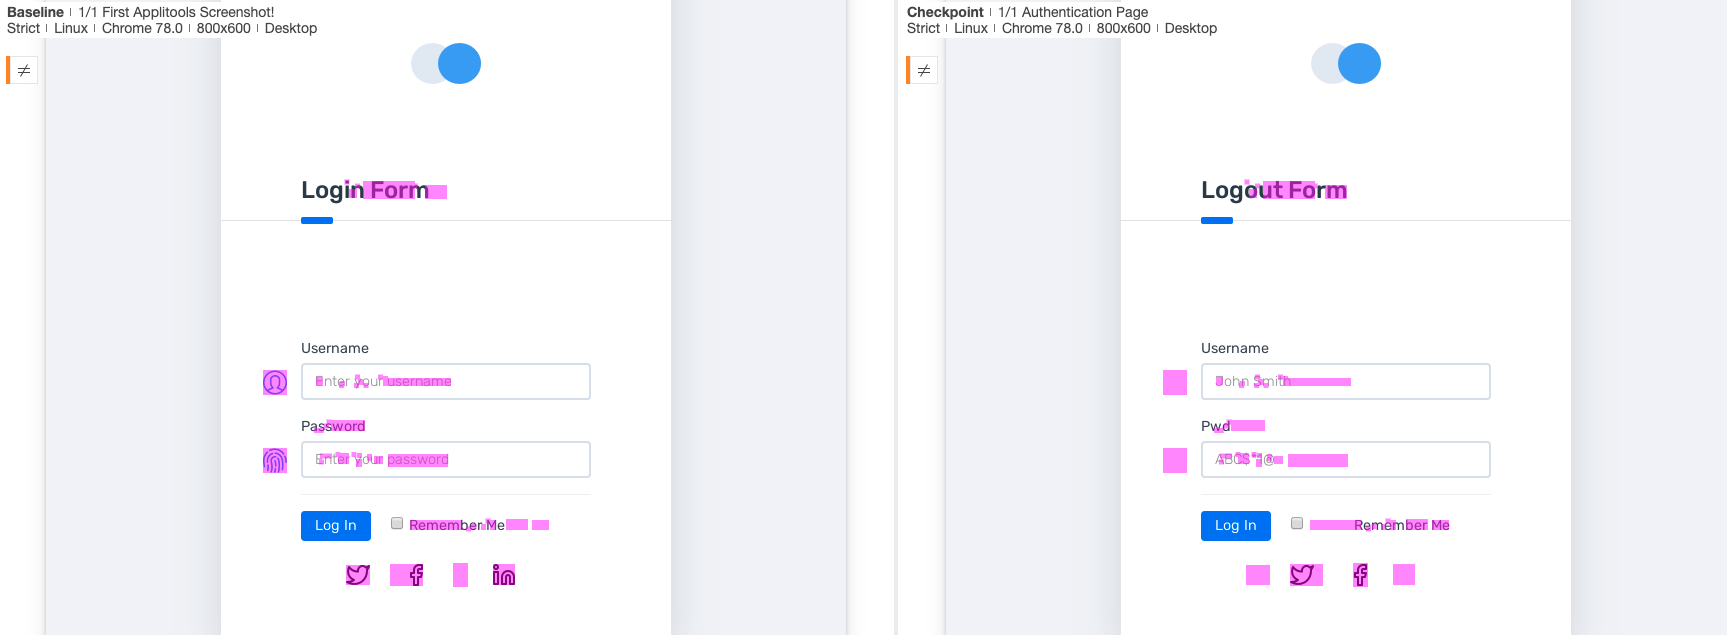 Baseline | 1/1 First Applitools Screenshot!
Strict | Linux | Chrome 78.0 | 800x600 | Desktop
≠
Login Form
Username
Enter your username
Password
Enter your password
Log In
Remember Me
Checkpoint | 1/1 Authentication Page
Strict | Linux | Chrome 78.0 | 800x600 | Desktop
≠
Logout Form
Username
John Smith
Pwd
Log In
Remember Me